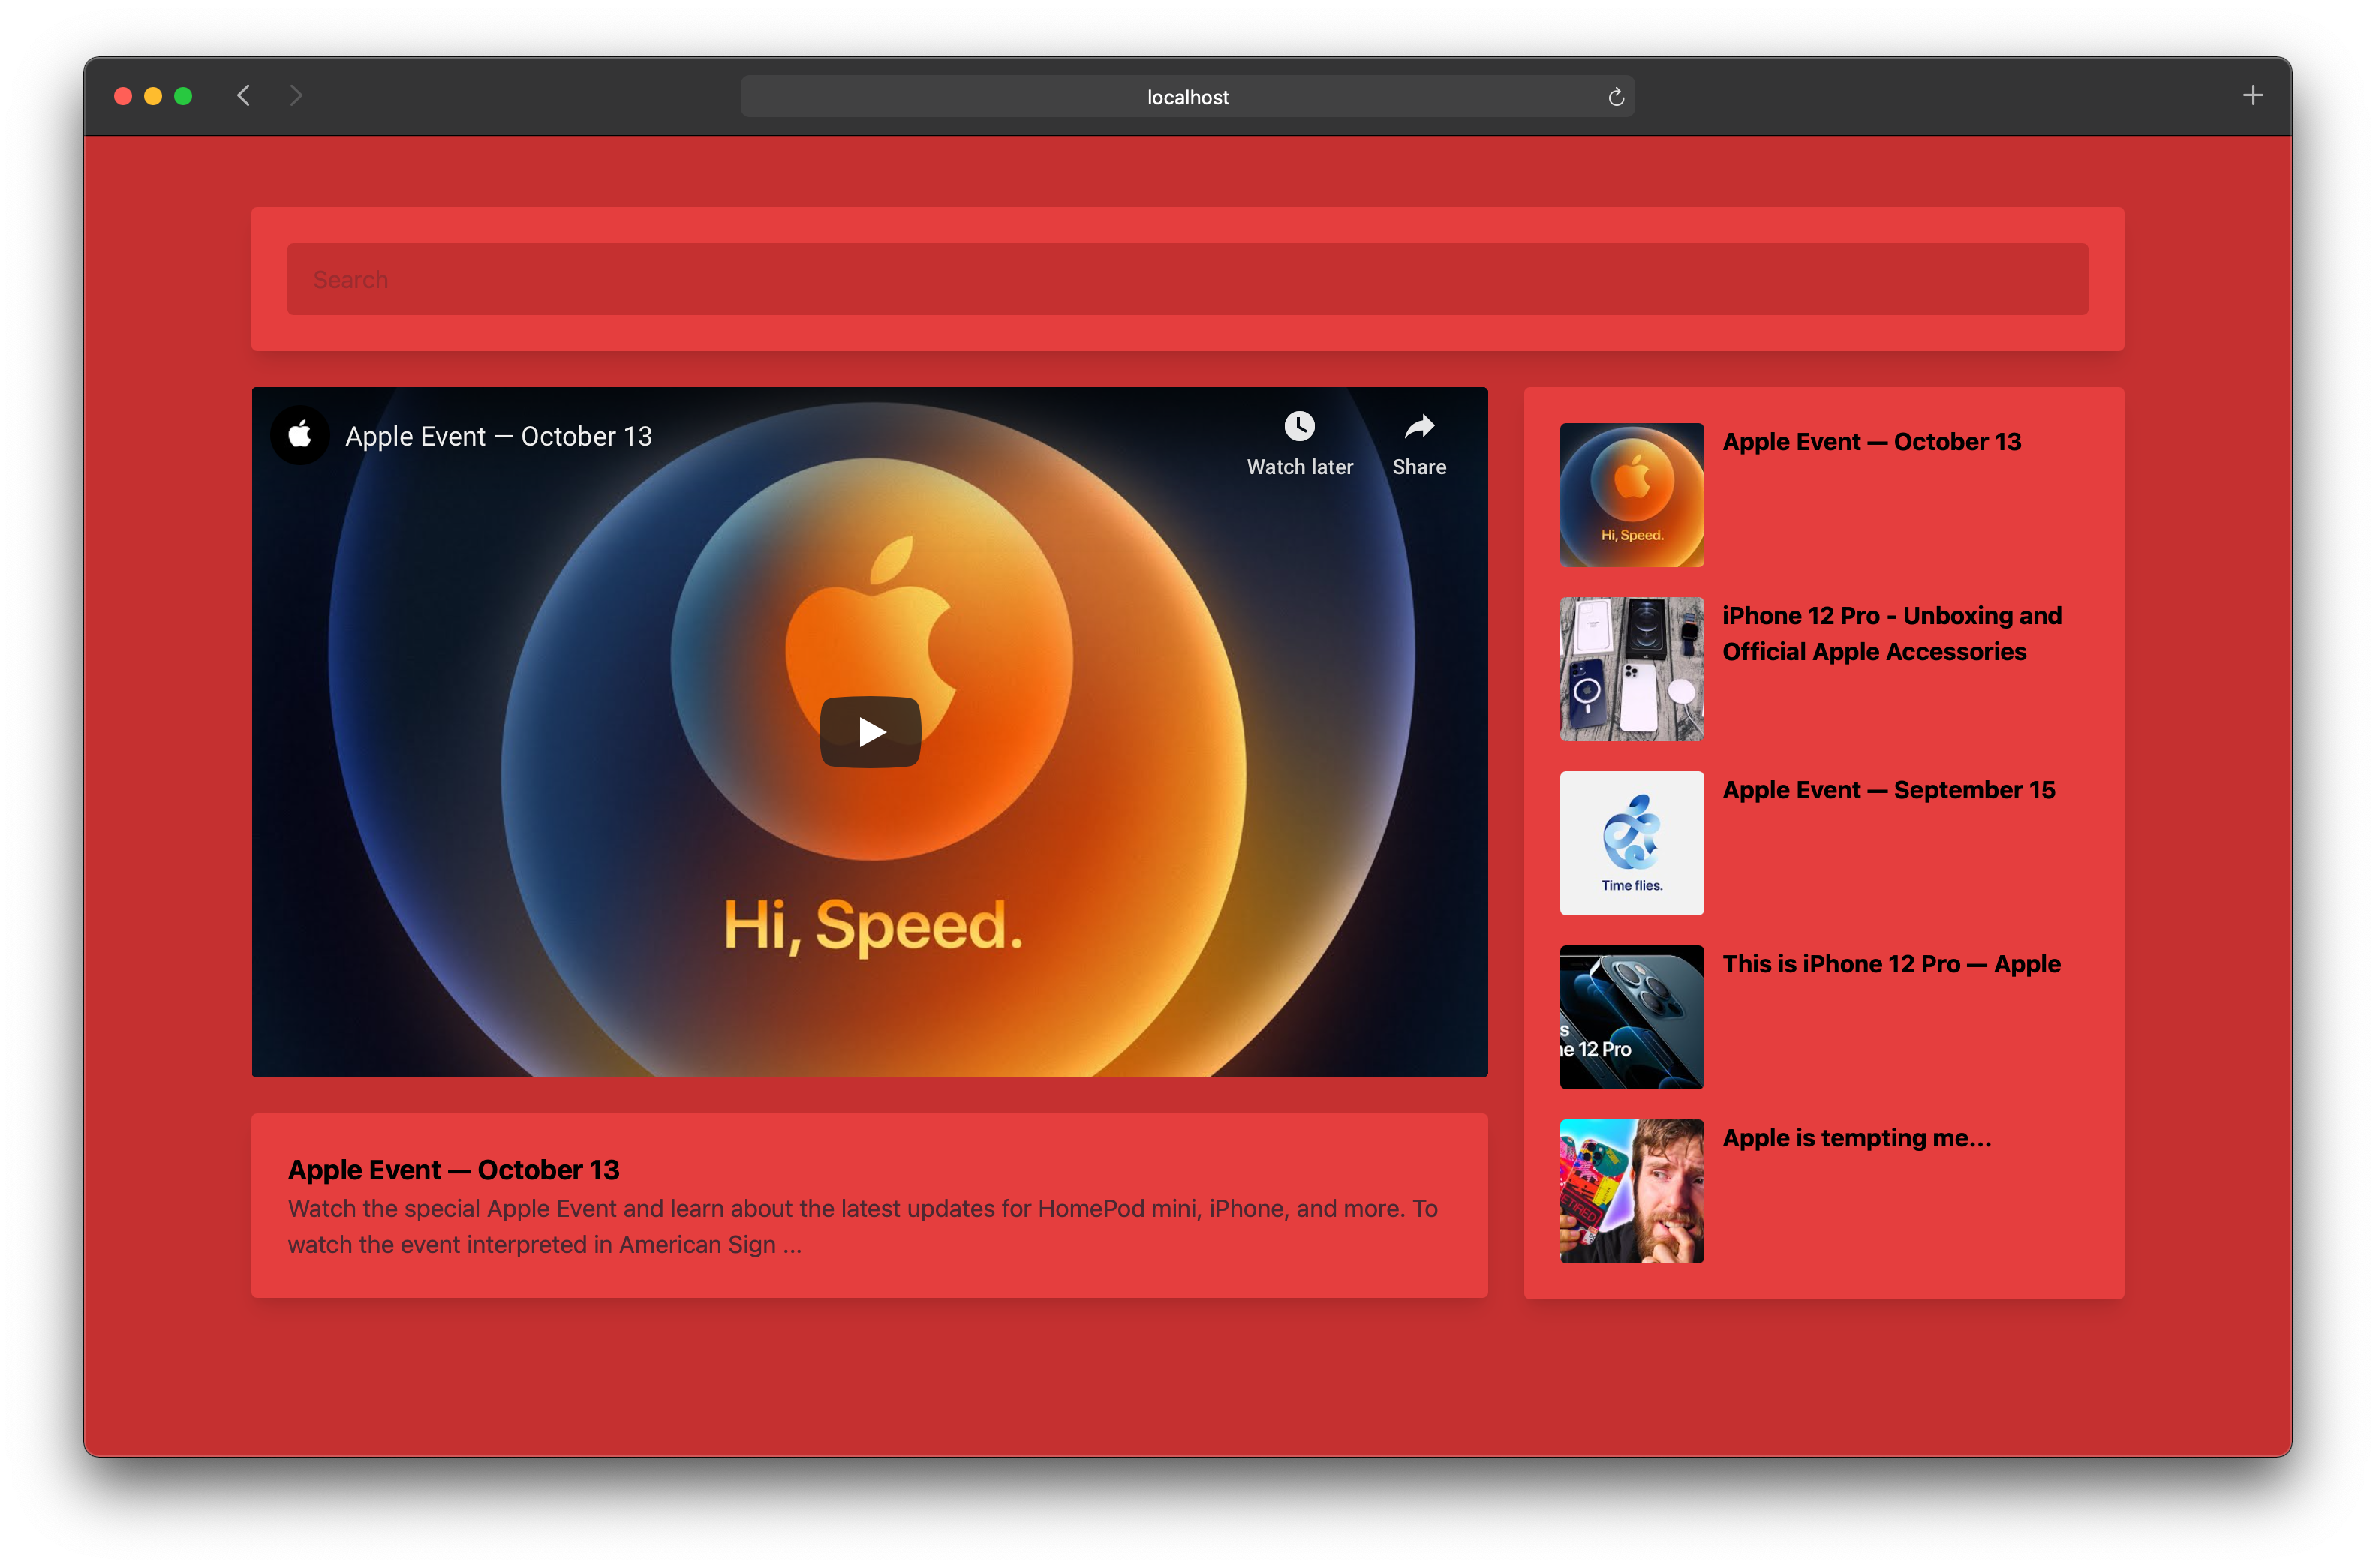 localhost
Search
Apple Event — October 13
Watch later
Share
Hi, Speed.
Apple Event — October 13
Watch the special Apple Event and learn about the latest updates for HomePod mini, iPhone, and more. To
watch the event interpreted in American Sign ...
Apple Event — October 13
Hi, Speed.
iPhone 12 Pro - Unboxing and
Official Apple Accessories
Apple Event — September 15
Time flies.
This is iPhone 12 Pro — Apple
s
ne 12 Pro
Apple is tempting me...